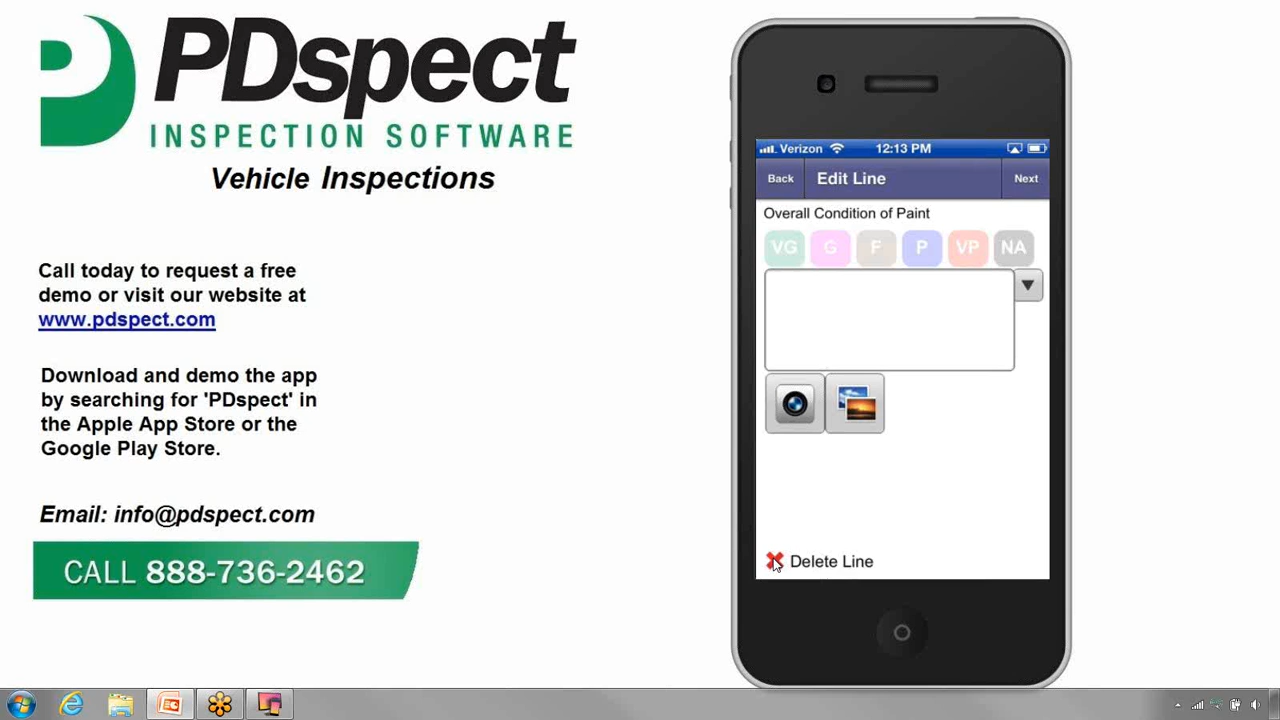 PDspect
INSPECTION SOFTWARE
Vehicle Inspections
Call today to request a free
demo or visit our website at
www.pdspect.com
Download and demo the app
by searching for 'PDspect' in
the Apple App Store or the
Google Play Store.
Email: info@pdspect.com
CALL 888-736-2462
Verizon 12:13 PM
Back Edit Line Next
Overall Condition of Paint
VG G F P VP NA
Delete Line